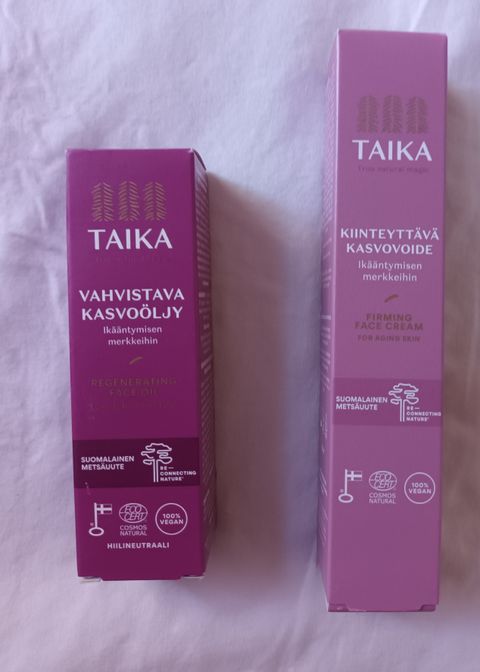 TAIKA
VAHVISTAVA
KASVOÖLJY
Ikääntymisen
merkkeihin
REGENERATING
FACE OIL
SUOMALAINEN
METSÄUUTE
RE—
CONNECTING
NATURE®
ECO
CERT
COSMOS
NATURAL
100%
VEGAN
HIILINEUTRAALI
TAIKA
True natural magic
KIINTEYTTÄVÄ
KASVOVOIDE
Ikääntymisen
merkkeihin
FIRMING
FACE CREAM
FOR AGING SKIN
SUOMALAINEN
METSÄUUTE
RE—
CONNECTING
NATURE®
ECO
CERT
COSMOS
NATURAL
100%
VEGAN